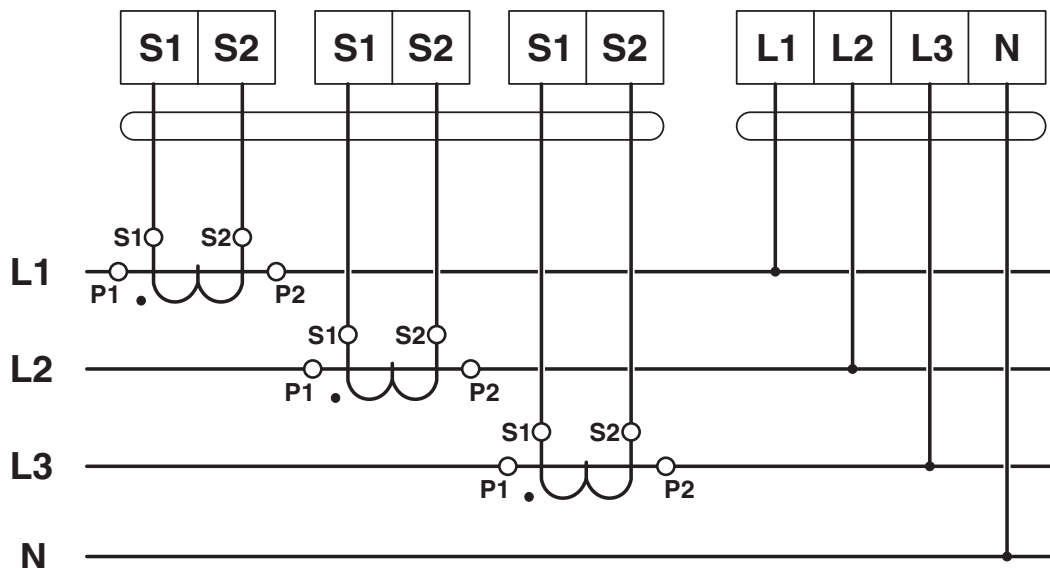 S1 S2 S1 S2 S1 S2 L1 L2 L3 N
S1 S2
L1
P1 P2
S1 S2
L2
P1 P2
S1 S2
L3
P1 P2
N